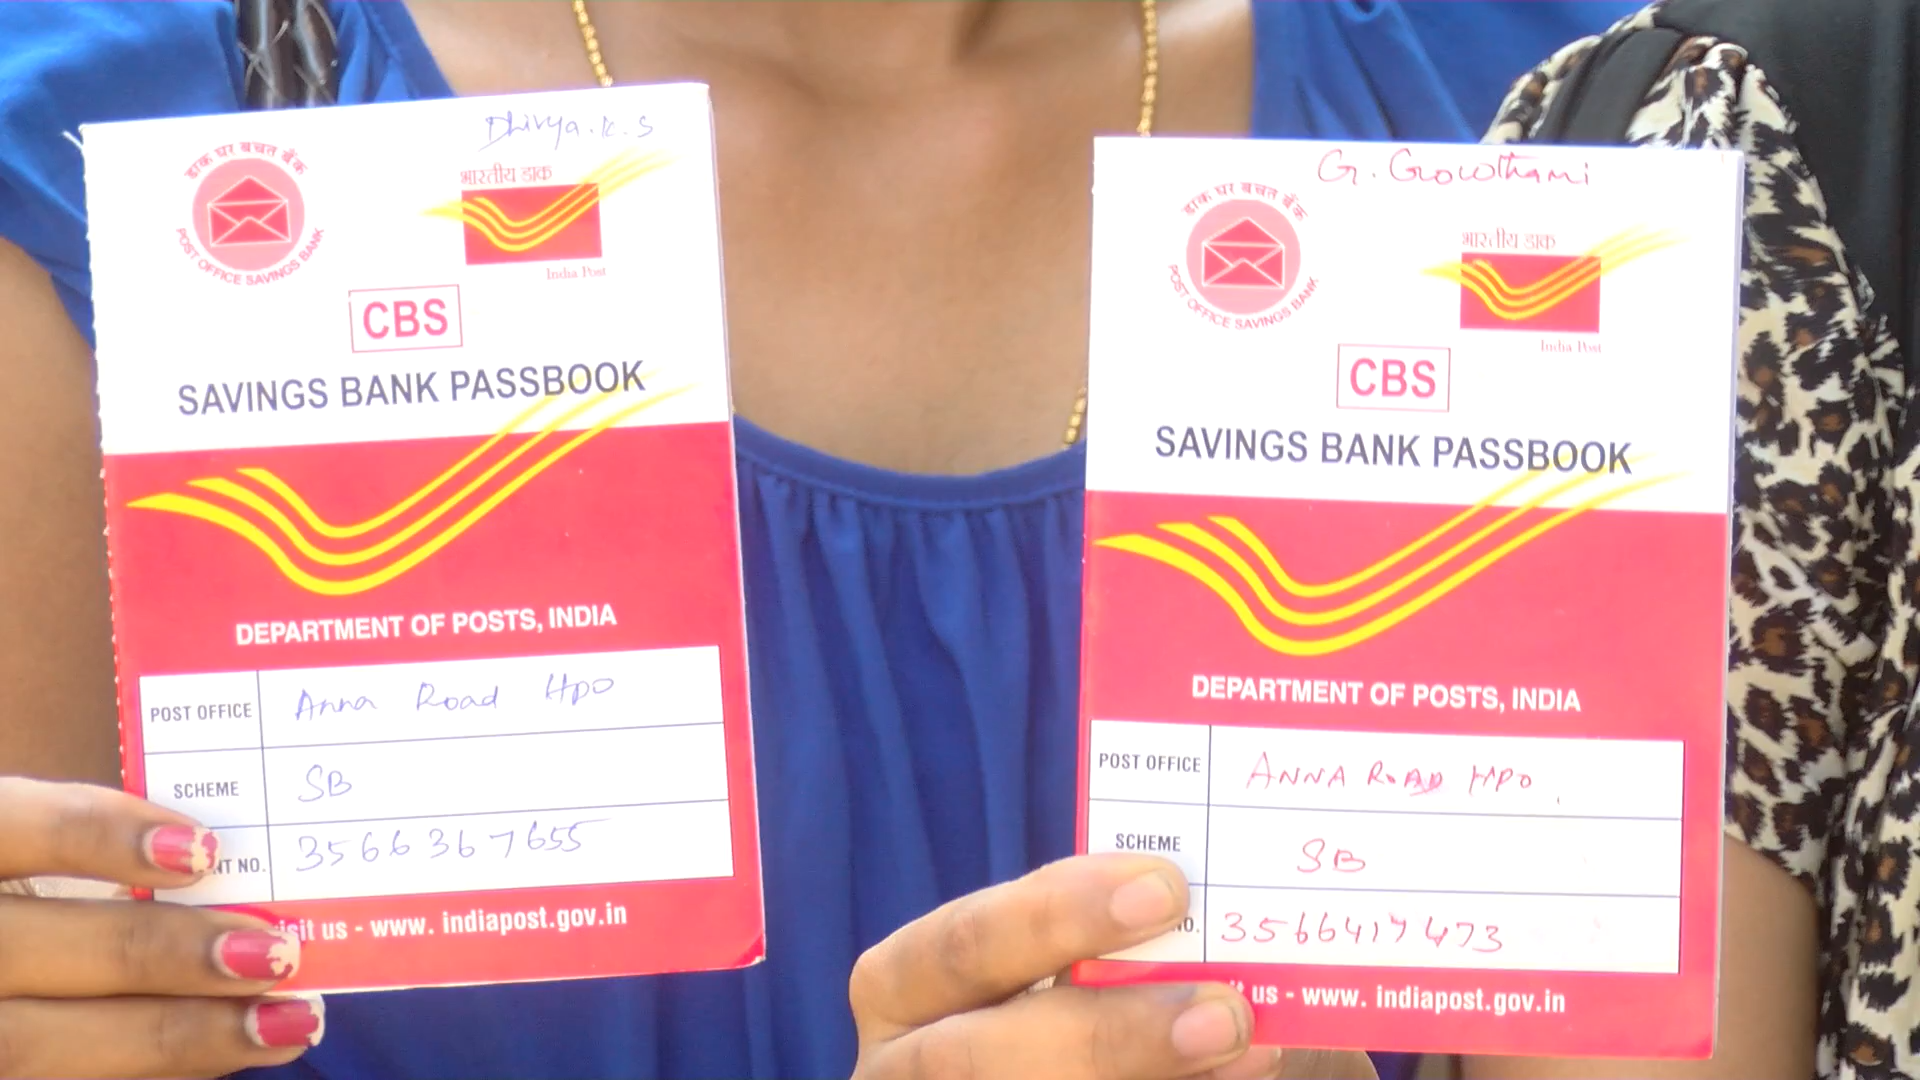 Dhivya.K.S
डाक घर बचत बैंक
POST OFFICE SAVINGS BANK
भारतीय डाक
India Post
CBS
SAVINGS BANK PASSBOOK
DEPARTMENT OF POSTS, INDIA
POST OFFICE Anna Road Hpo
SCHEME SB
NT NO. 3566367655
isit us - www. indiapost.gov.in
G. Gowthami
डाक घर बचत बैंक
POST OFFICE SAVINGS BANK
भारतीय डाक
India Post
CBS
SAVINGS BANK PASSBOOK
DEPARTMENT OF POSTS, INDIA
POST OFFICE ANNA ROAD HPO
SCHEME SB
NO. 3566417473
us - www. indiapost.gov.in